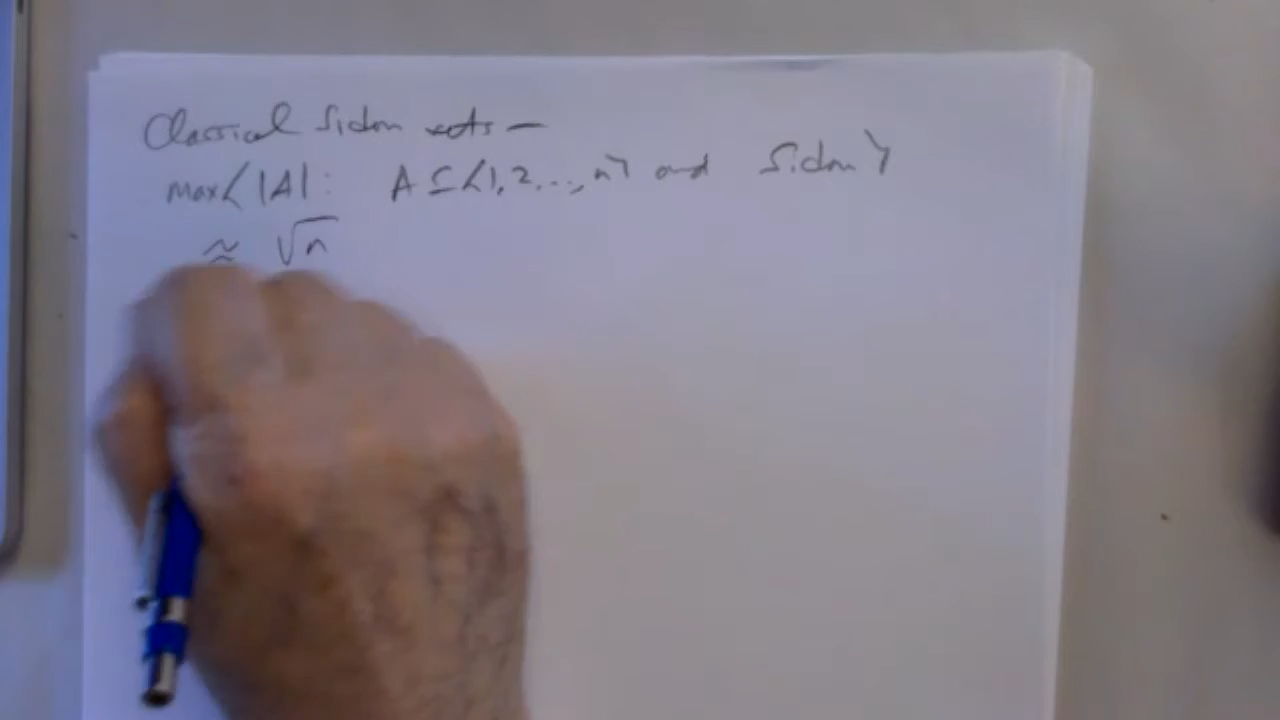 Classical Sidon sets —
max{ |A| : A ⊆ {1, 2, ..., n} and Sidon }
≈ √n